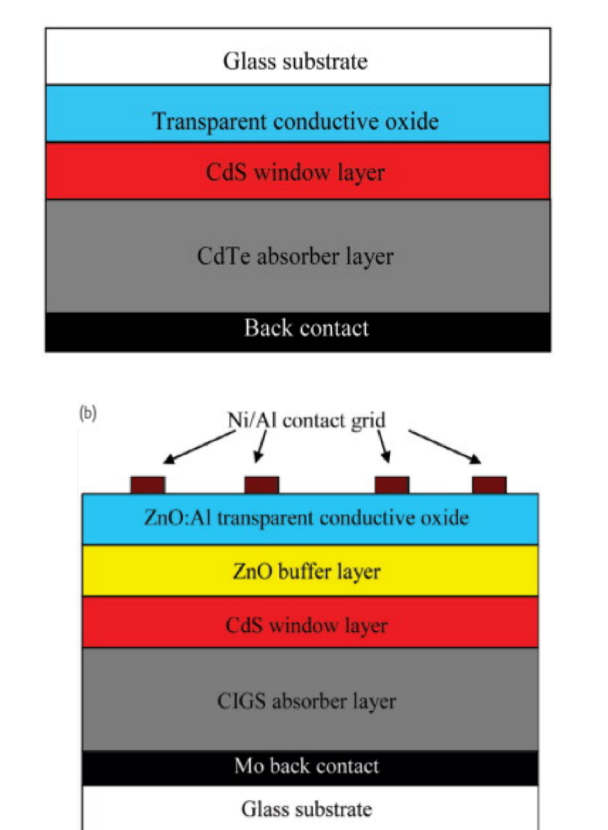 Glass substrate
Transparent conductive oxide
CdS window layer
CdTe absorber layer
Back contact
(b)
Ni/Al contact grid
ZnO:Al transparent conductive oxide
ZnO buffer layer
CdS window layer
CIGS absorber layer
Mo back contact
Glass substrate